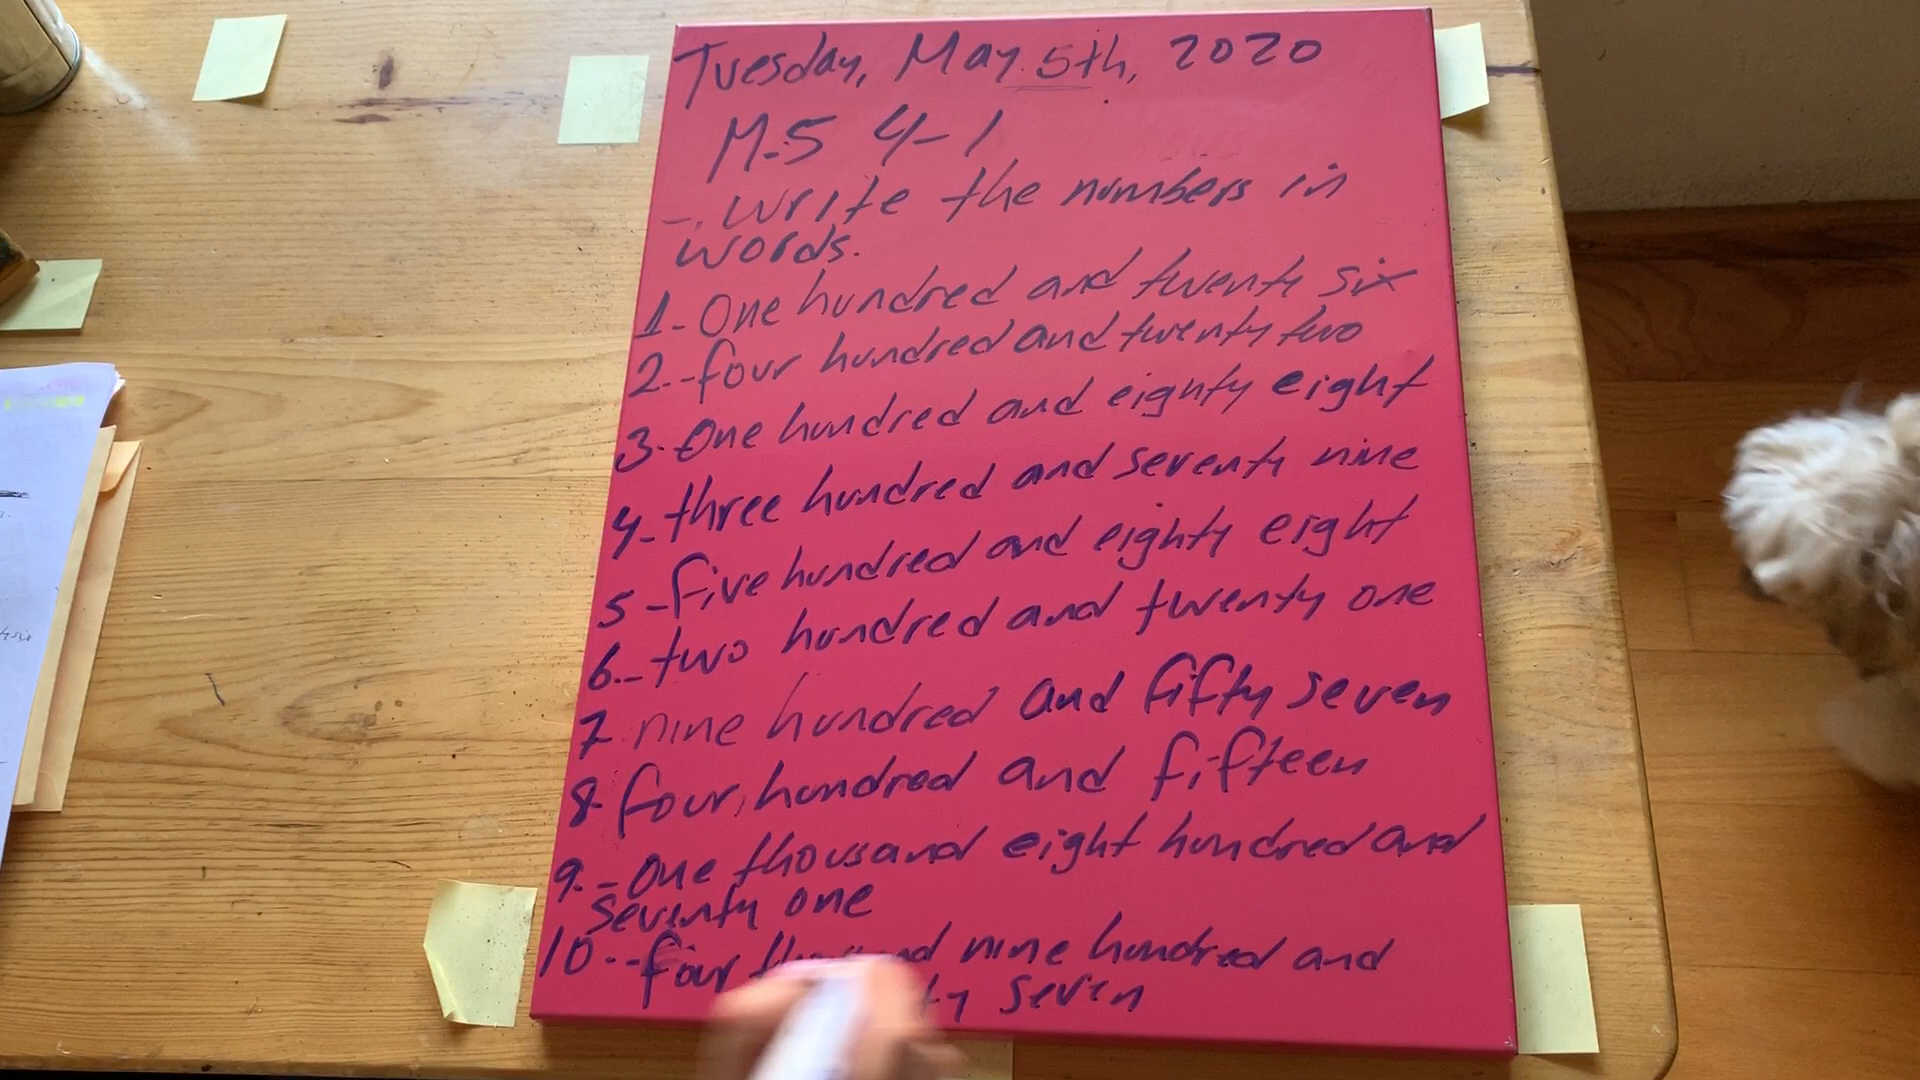 Tuesday, May 5th, 2020
M-5 4-1
-. Write the numbers in
words.
1- One hundred and twenty six
2.- four hundred and twenty two
3. One hundred and eighty eight
4- three hundred and seventy nine
5 - five hundred and eighty eight
6.- two hundred and twenty one
7. nine hundred and fifty seven
8- four, hundred and fifteen
9. - One thousand eight hundred and
seventy one
10. - four nine hundred and
seven